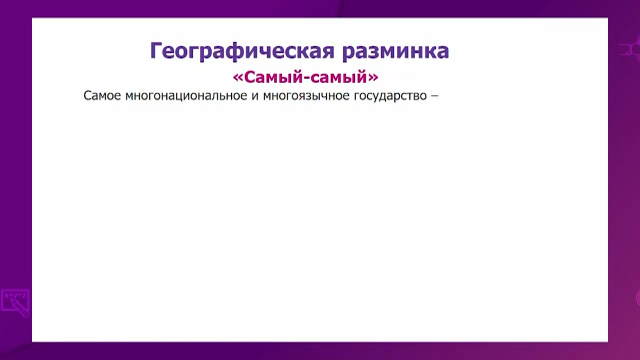 Географическая разминка
«Самый-самый»
Самое многонациональное и многоязычное государство –